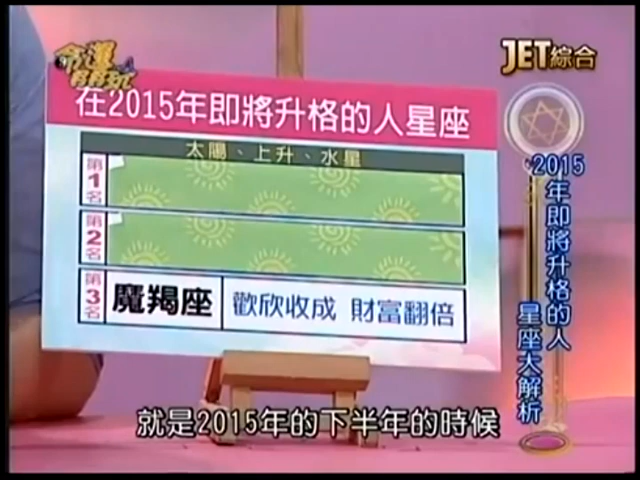 命運好好玩
JET綜合
在2015年即將升格的人星座
太陽、上升、水星
第1名
第2名
第3名
魔羯座
歡欣收成 財富翻倍
2015年即將升格的人
星座大解析
就是2015年的下半年的時候